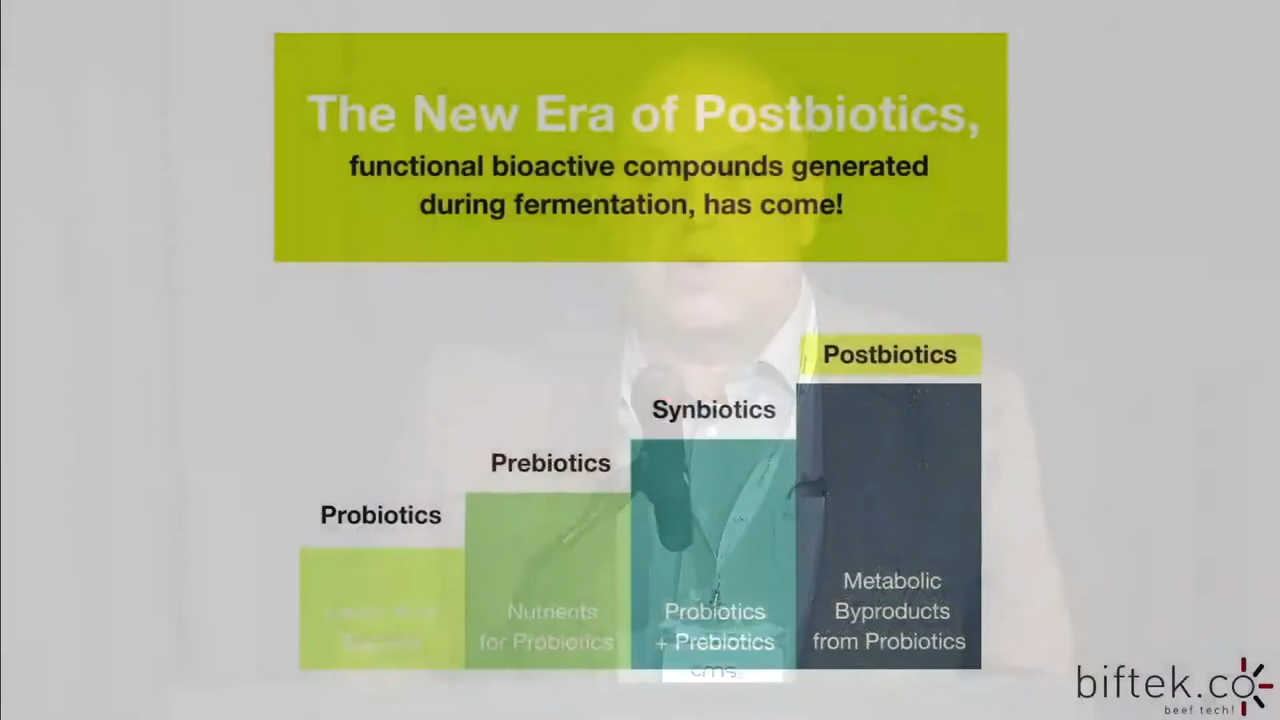 The New Era of Postbiotics,
functional bioactive compounds generated
during fermentation, has come!
Postbiotics
Synbiotics
Prebiotics
Probiotics
Nutrients
for Probiotics
Probiotics
+ Prebiotics
Metabolic
Byproducts
from Probiotics
cms
biftek.co
beef tech!